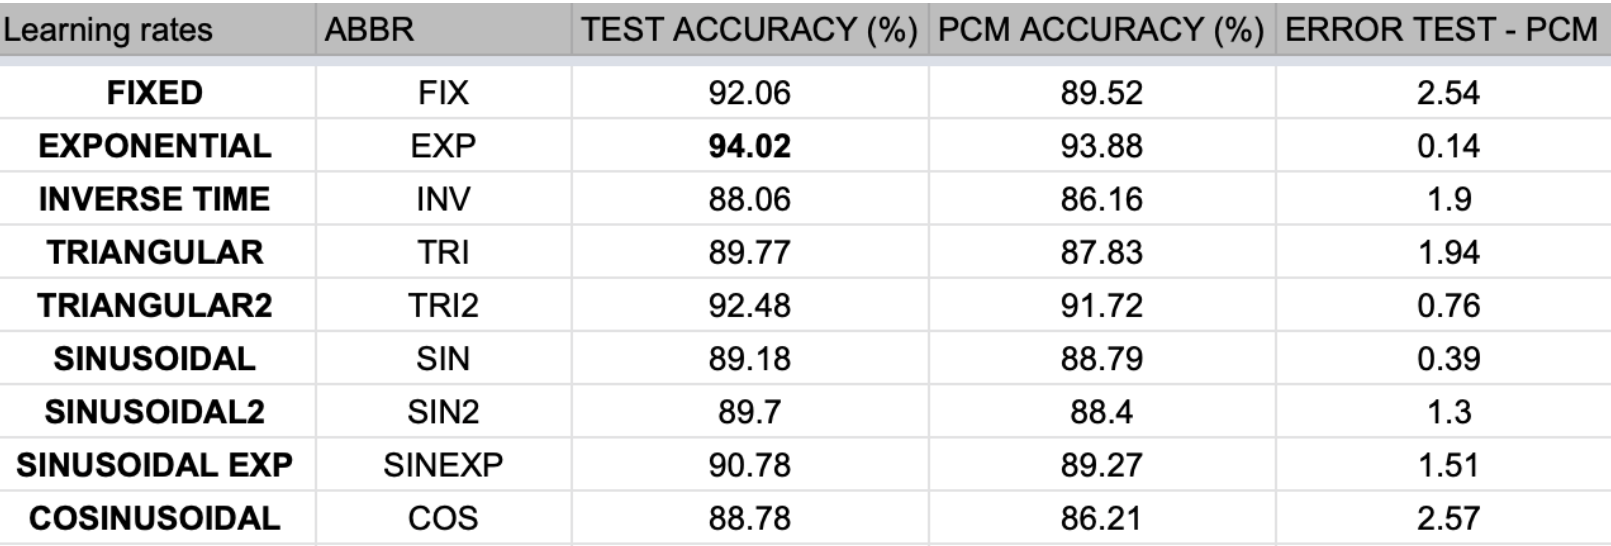 Learning rates ABBR TEST ACCURACY (%) PCM ACCURACY (%) ERROR TEST - PCM
FIXED FIX 92.06 89.52 2.54
EXPONENTIAL EXP 94.02 93.88 0.14
INVERSE TIME INV 88.06 86.16 1.9
TRIANGULAR TRI 89.77 87.83 1.94
TRIANGULAR2 TRI2 92.48 91.72 0.76
SINUSOIDAL SIN 89.18 88.79 0.39
SINUSOIDAL2 SIN2 89.7 88.4 1.3
SINUSOIDAL EXP SINEXP 90.78 89.27 1.51
COSINUSOIDAL COS 88.78 86.21 2.57